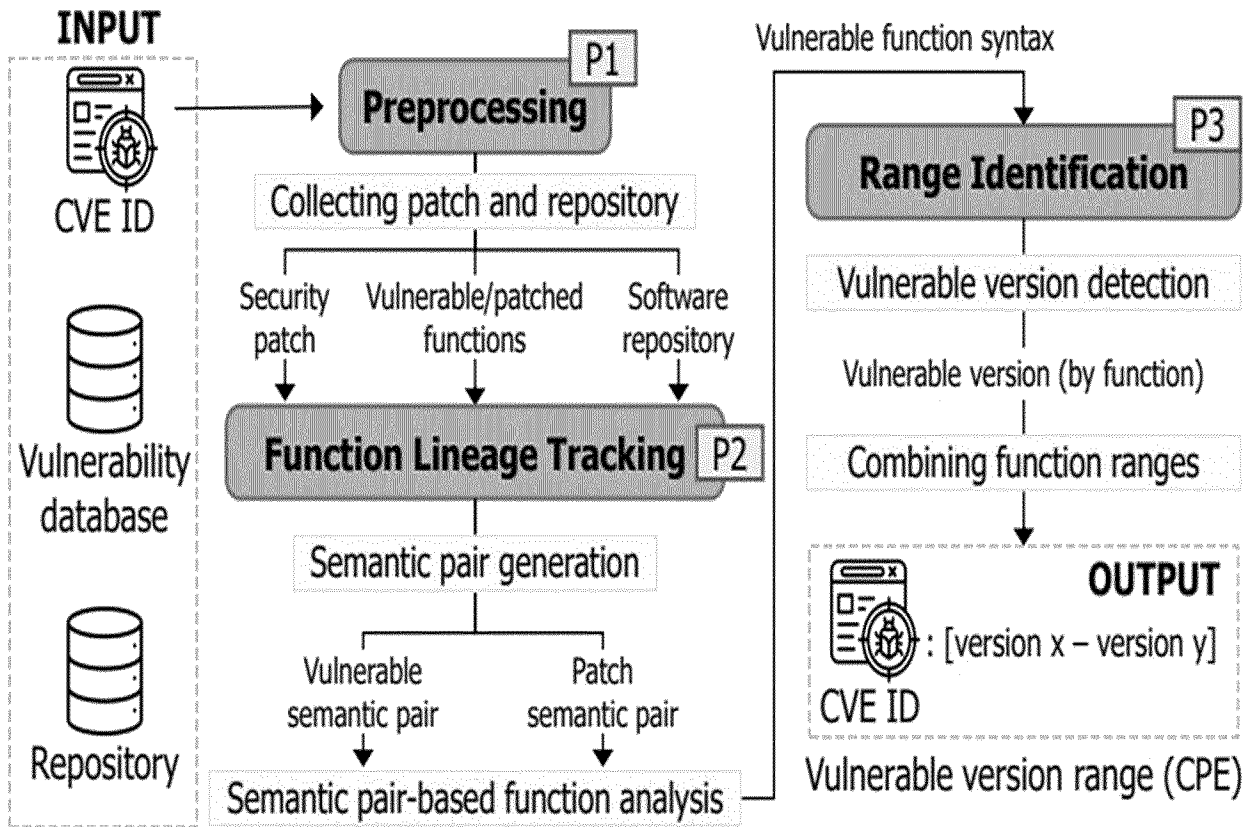 INPUT
CVE ID
Vulnerability
database
Repository
P1
Preprocessing
Collecting patch and repository
Security
patch
Vulnerable/patched
functions
Software
repository
Function Lineage Tracking
P2
Semantic pair generation
Vulnerable
semantic pair
Patch
semantic pair
Semantic pair-based function analysis
Vulnerable function syntax
P3
Range Identification
Vulnerable version detection
Vulnerable version (by function)
Combining function ranges
OUTPUT
: [version x – version y]
CVE ID
Vulnerable version range (CPE)